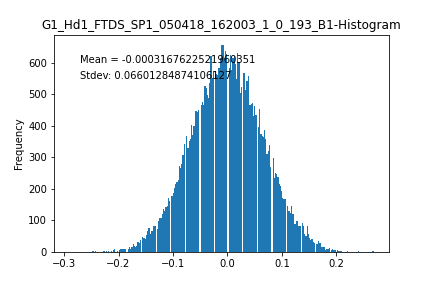 G1_Hd1_FTDS_SP1_050418_162003_1_0_193_B1-Histogram
Mean = -0.0003167622521960351
Stdev: 0.06601284874106127
Frequency
600
500
400
300
200
100
0
−0.3 −0.2 −0.1 0.0 0.1 0.2